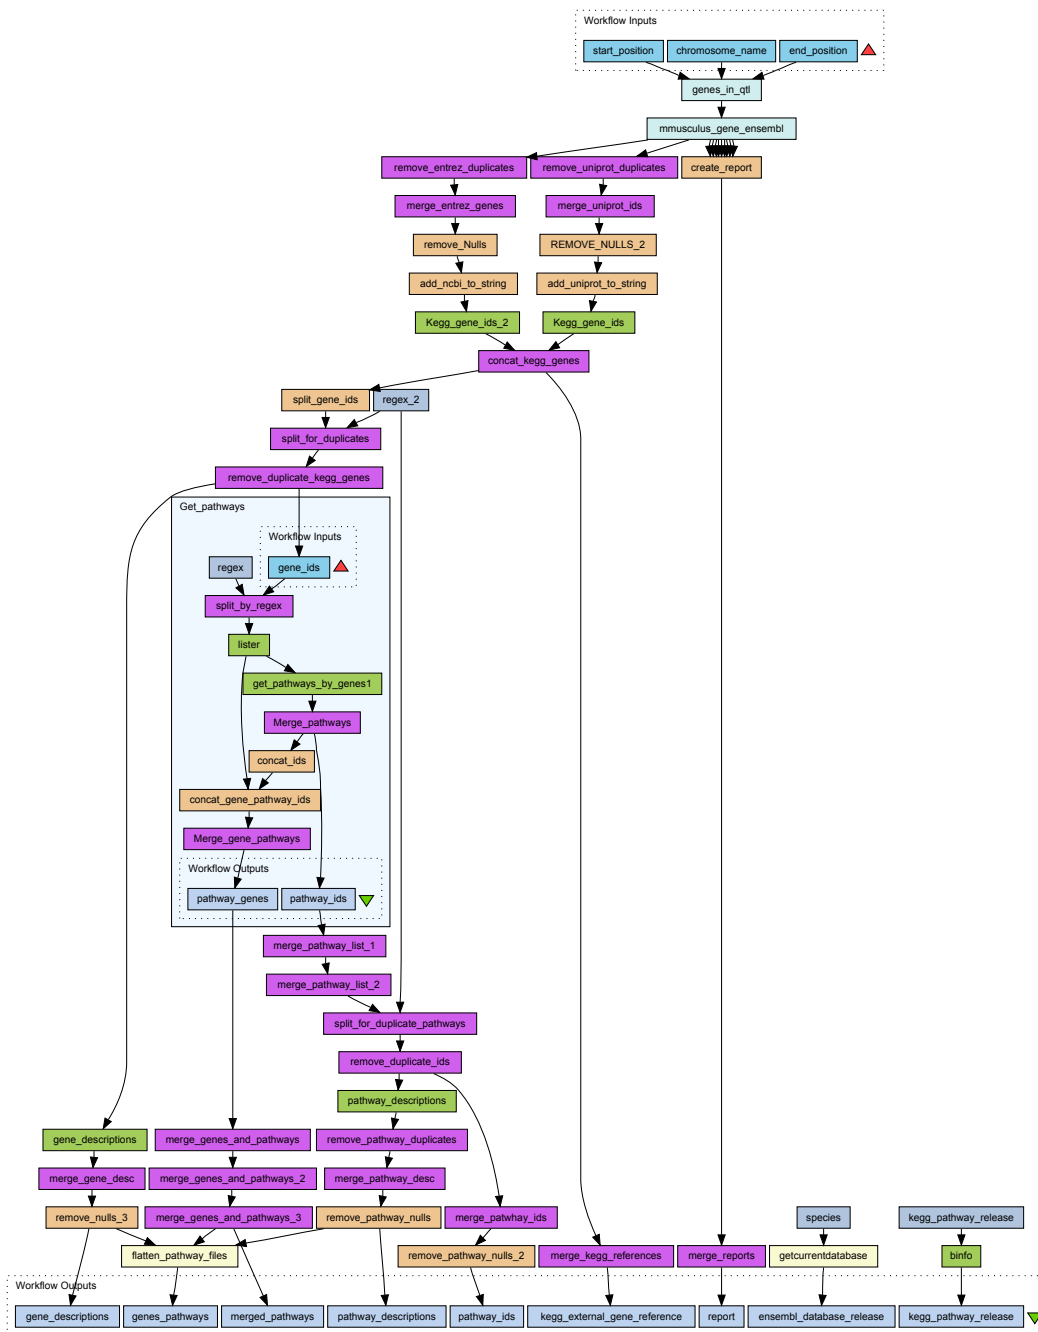 Workflow Inputs
start_position
chromosome_name
end_position
genes_in_qtl
mmusculus_gene_ensembl
remove_entrez_duplicates
remove_uniprot_duplicates
create_report
merge_entrez_genes
merge_uniprot_ids
remove_Nulls
REMOVE_NULLS_2
add_ncbi_to_string
add_uniprot_to_string
Kegg_gene_ids_2
Kegg_gene_ids
concat_kegg_genes
split_gene_ids
regex_2
split_for_duplicates
remove_duplicate_kegg_genes
Get_pathways
Workflow Inputs
regex
gene_ids
split_by_regex
lister
get_pathways_by_genes1
Merge_pathways
concat_ids
concat_gene_pathway_ids
Merge_gene_pathways
Workflow Outputs
pathway_genes
pathway_ids
merge_pathway_list_1
merge_pathway_list_2
split_for_duplicate_pathways
remove_duplicate_ids
pathway_descriptions
gene_descriptions
merge_genes_and_pathways
remove_pathway_duplicates
merge_gene_desc
merge_genes_and_pathways_2
merge_pathway_desc
remove_nulls_3
merge_genes_and_pathways_3
remove_pathway_nulls
merge_patwhay_ids
species
kegg_pathway_release
flatten_pathway_files
remove_pathway_nulls_2
merge_kegg_references
merge_reports
getcurrentdatabase
binfo
Workflow Outputs
gene_descriptions
genes_pathways
merged_pathways
pathway_descriptions
pathway_ids
kegg_external_gene_reference
report
ensembl_database_release
kegg_pathway_release